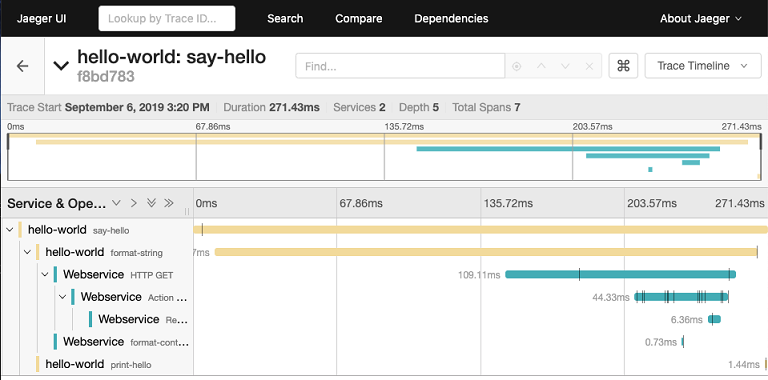 Jaeger UI Lookup by Trace ID... Search Compare Dependencies About Jaeger
hello-world: say-hello
f8bd783
Find...
⌘
Trace Timeline
Trace Start September 6, 2019 3:20 PM Duration 271.43ms Services 2 Depth 5 Total Spans 7
0ms 67.86ms 135.72ms 203.57ms 271.43ms
Service & Ope... 0ms 67.86ms 135.72ms 203.57ms 271.43ms
hello-world say-hello
hello-world format-string 7ms
Webservice HTTP GET 109.11ms
Webservice Action ... 44.33ms
Webservice Re... 6.36ms
Webservice format-cont... 0.73ms
hello-world print-hello 1.44ms